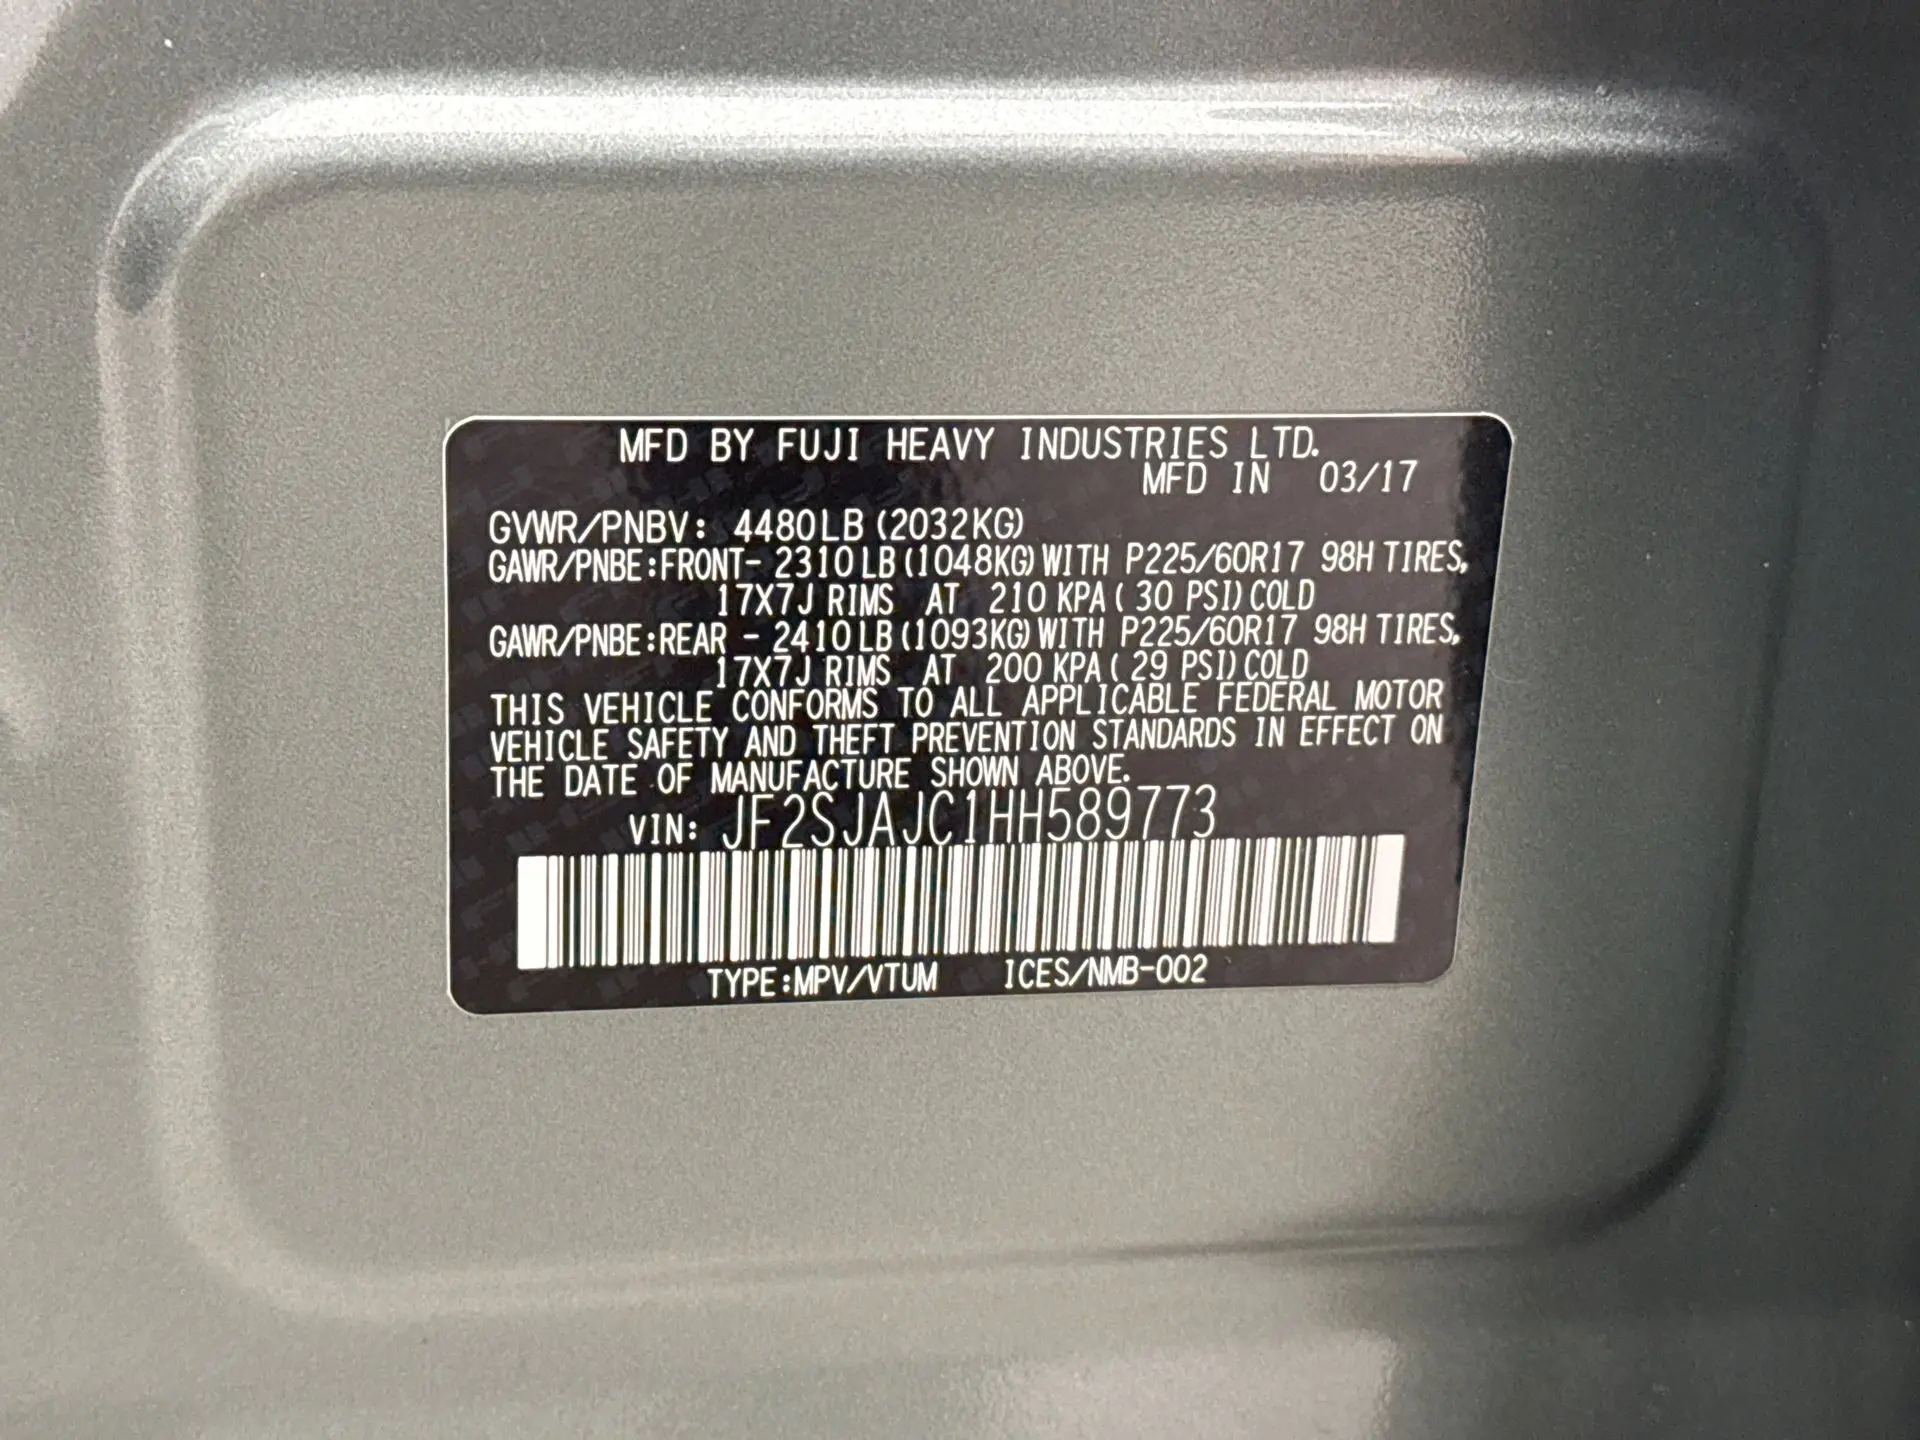 MFD BY FUJI HEAVY INDUSTRIES LTD.
MFD IN 03/17
GVWR/PNBV: 4480LB (2032KG)
GAWR/PNBE:FRONT- 2310 LB (1048KG) WITH P225/60R17 98H TIRES,
17X7J RIMS AT 210 KPA ( 30 PSI) COLD
GAWR/PNBE:REAR - 2410 LB (1093KG) WITH P225/60R17 98H TIRES,
17X7J RIMS AT 200 KPA ( 29 PSI) COLD
THIS VEHICLE CONFORMS TO ALL APPLICABLE FEDERAL MOTOR
VEHICLE SAFETY AND THEFT PREVENTION STANDARDS IN EFFECT ON
THE DATE OF MANUFACTURE SHOWN ABOVE.
VIN: JF2SJAJC1HH589773
TYPE:MPV/VTUM ICES/NMB-002